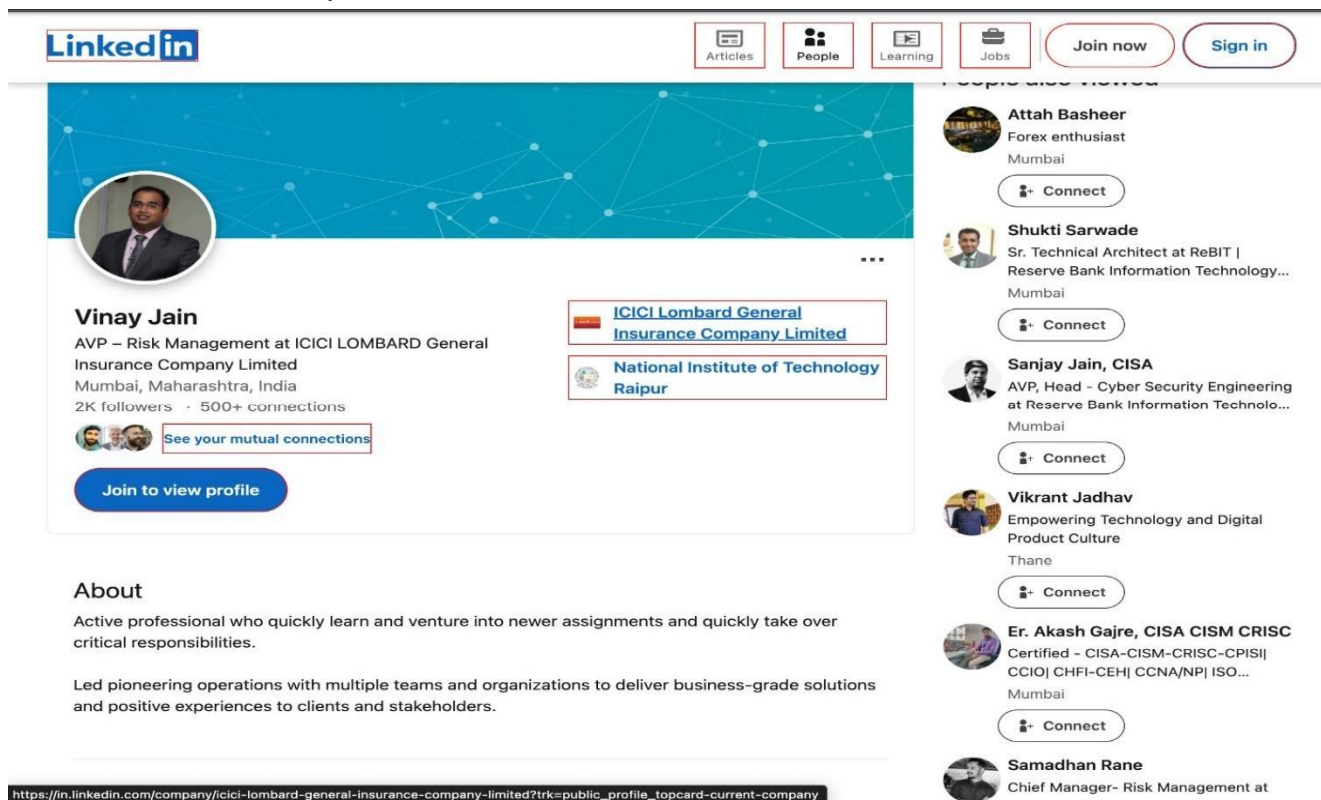 Linked in
Articles
People
Learning
Jobs
Join now
Sign in
Vinay Jain
AVP – Risk Management at ICICI LOMBARD General
Insurance Company Limited
Mumbai, Maharashtra, India
2K followers · 500+ connections
See your mutual connections
Join to view profile
ICICI Lombard General
Insurance Company Limited
National Institute of Technology
Raipur
About
Active professional who quickly learn and venture into newer assignments and quickly take over
critical responsibilities.
Led pioneering operations with multiple teams and organizations to deliver business-grade solutions
and positive experiences to clients and stakeholders.
People also viewed
Attah Basheer
Forex enthusiast
Mumbai
Connect
Shukti Sarwade
Sr. Technical Architect at ReBIT |
Reserve Bank Information Technology...
Mumbai
Connect
Sanjay Jain, CISA
AVP, Head - Cyber Security Engineering
at Reserve Bank Information Technolo...
Mumbai
Connect
Vikrant Jadhav
Empowering Technology and Digital
Product Culture
Thane
Connect
Er. Akash Gajre, CISA CISM CRISC
Certified - CISA-CISM-CRISC-CPISI|
CCIO| CHFI-CEH| CCNA/NP| ISO...
Mumbai
Connect
Samadhan Rane
Chief Manager- Risk Management at
https://in.linkedin.com/company/icici-lombard-general-insurance-company-limited?trk=public_profile_topcard-current-company